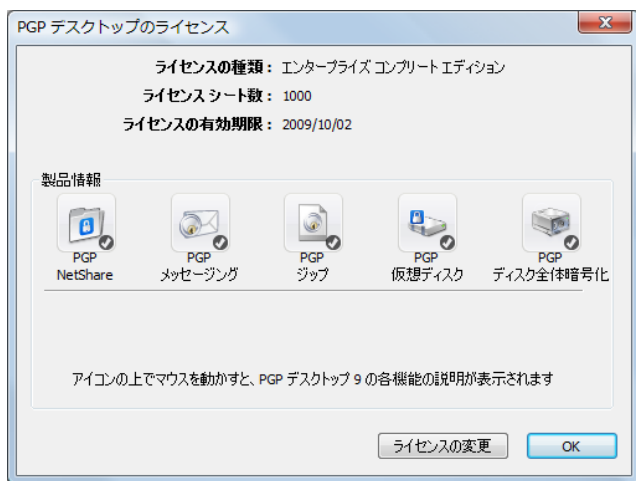 PGP デスクトップのライセンス
ライセンスの種類： エンタープライズ コンプリート エディション
ライセンス シート数： 1000
ライセンスの有効期限： 2009/10/02
製品情報
PGP NetShare
PGP メッセージング
PGP ジップ
PGP 仮想ディスク
PGP ディスク全体暗号化
アイコンの上でマウスを動かすと、PGP デスクトップ 9 の各機能の説明が表示されます
ライセンスの変更
OK